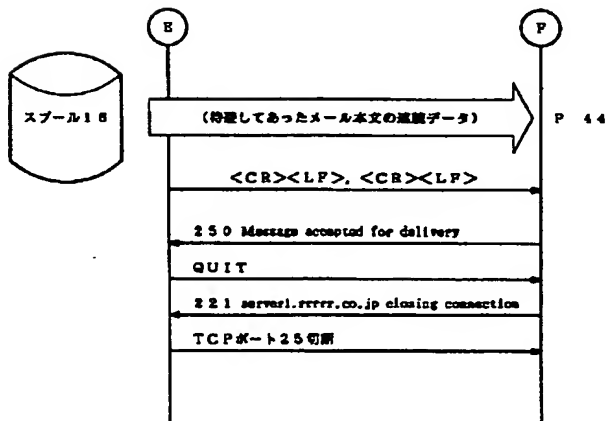 E
F
スプール16
(待避してあったメール本文の連続データ)
P 44
<CR><LF>. <CR><LF>
250 Message accepted for delivery
QUIT
221 server1.rrrrr.co.jp closing connection
TCPポート25切断